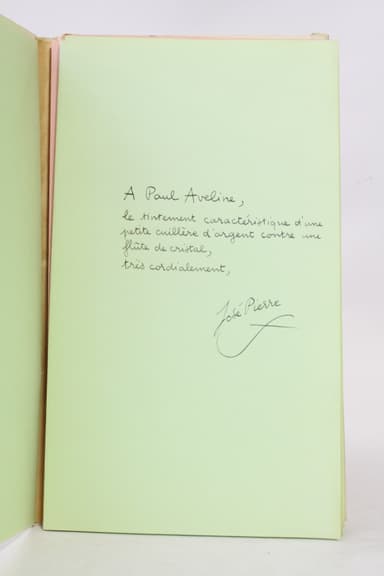 A Paul Aveline,
le tintement caractéristique d'une
petite cuillère d'argent contre une
flûte de cristal,
très cordialement,
José Pierre